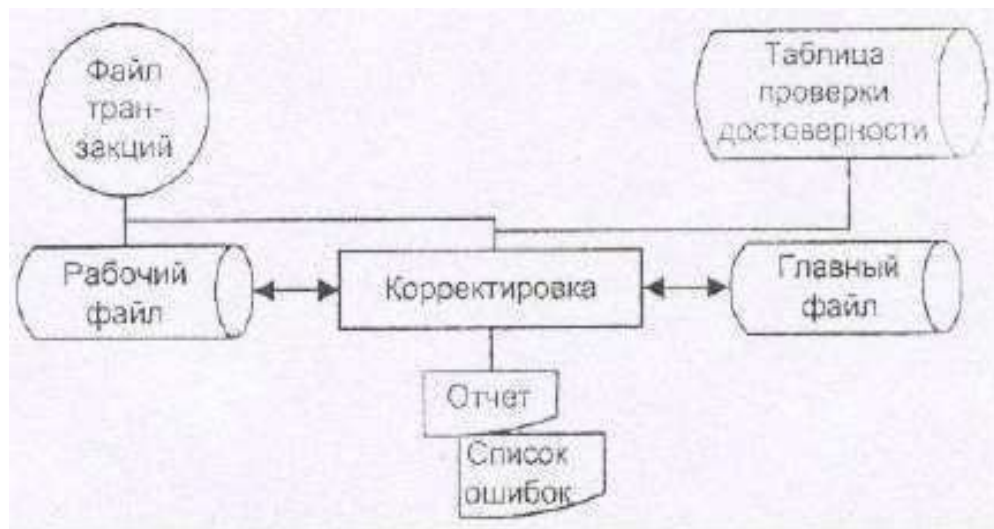 Файл
тран-
закций
Таблица
проверки
достоверности
Рабочий
файл
Корректировка
Главный
файл
Отчет
Список
ошибок